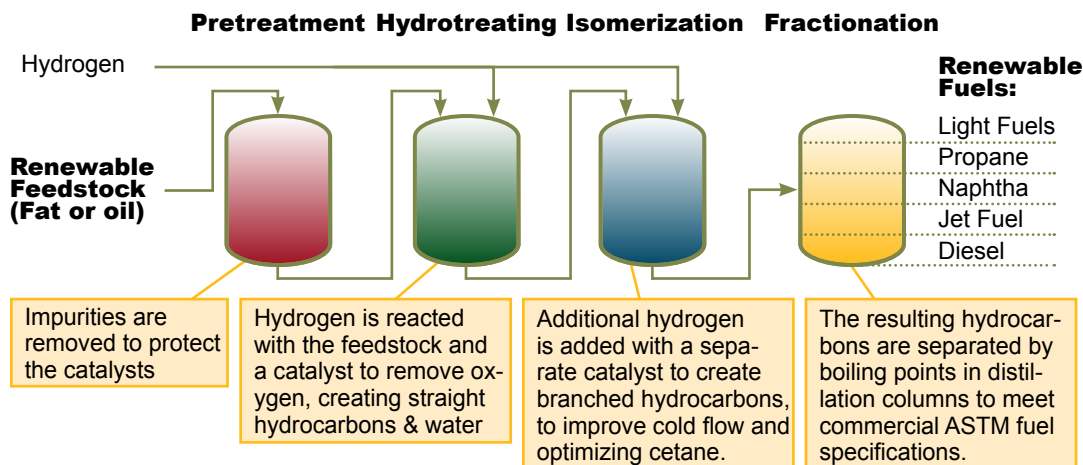 Pretreatment Hydrotreating Isomerization Fractionation
Hydrogen
Renewable
Feedstock
(Fat or oil)
Renewable
Fuels:
Light Fuels
Propane
Naphtha
Jet Fuel
Diesel
Impurities are
removed to protect
the catalysts
Hydrogen is reacted
with the feedstock and
a catalyst to remove ox-
ygen, creating straight
hydrocarbons & water
Additional hydrogen
is added with a sepa-
rate catalyst to create
branched hydrocarbons,
to improve cold flow and
optimizing cetane.
The resulting hydrocar-
bons are separated by
boiling points in distil-
lation columns to meet
commercial ASTM fuel
specifications.